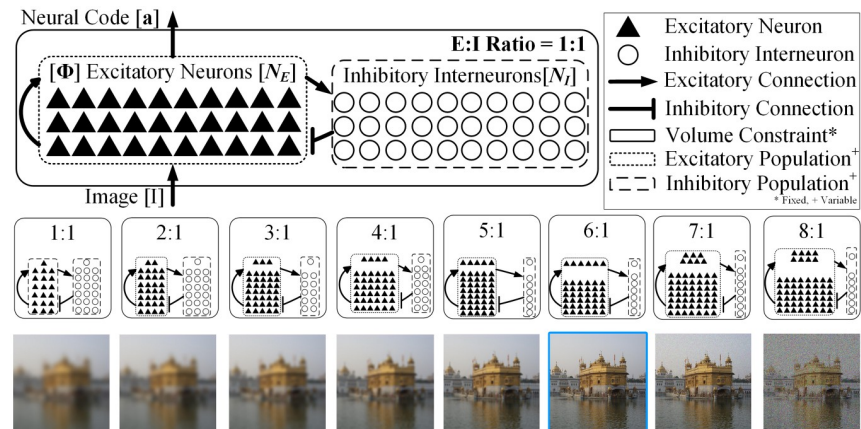 Neural Code [a]
E:I Ratio = 1:1
[Φ] Excitatory Neurons [N_E]
Inhibitory Interneurons[N_I]
Image [I]
Excitatory Neuron
Inhibitory Interneuron
Excitatory Connection
Inhibitory Connection
Volume Constraint*
Excitatory Population+
Inhibitory Population+
* Fixed, + Variable
1:1
2:1
3:1
4:1
5:1
6:1
7:1
8:1